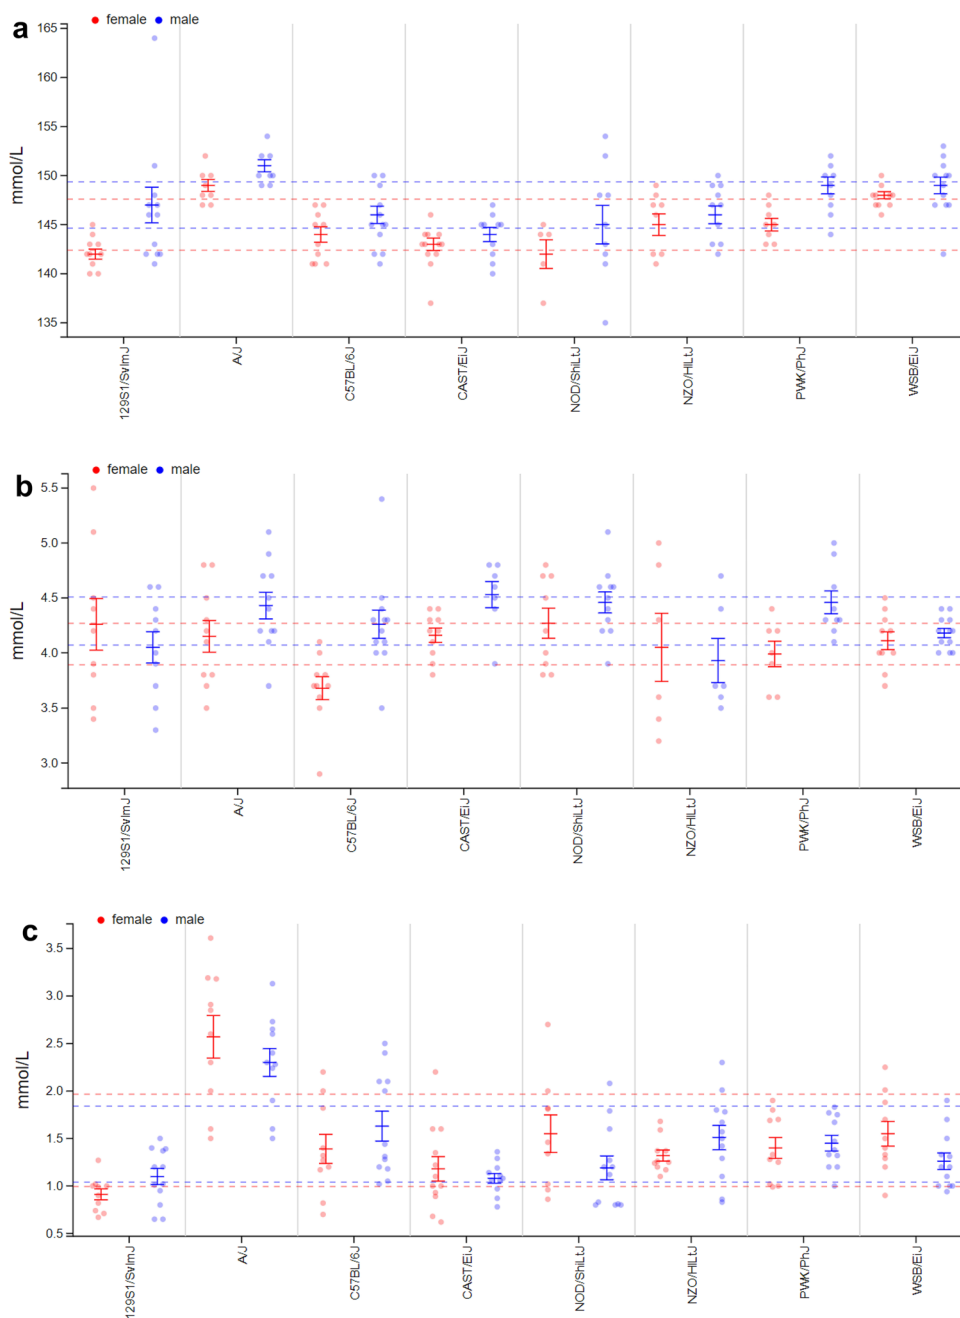 a
female male
mmol/L
165
160
155
150
145
140
135
129S1/SvImJ
A/J
C57BL/6J
CAST/EiJ
NOD/ShiLtJ
NZO/HlLtJ
PWK/PhJ
WSB/EiJ
b
female male
mmol/L
5.5
5.0
4.5
4.0
3.5
3.0
129S1/SvImJ
A/J
C57BL/6J
CAST/EiJ
NOD/ShiLtJ
NZO/HlLtJ
PWK/PhJ
WSB/EiJ
c
female male
mmol/L
3.5
3.0
2.5
2.0
1.5
1.0
0.5
129S1/SvImJ
A/J
C57BL/6J
CAST/EiJ
NOD/ShiLtJ
NZO/HlLtJ
PWK/PhJ
WSB/EiJ